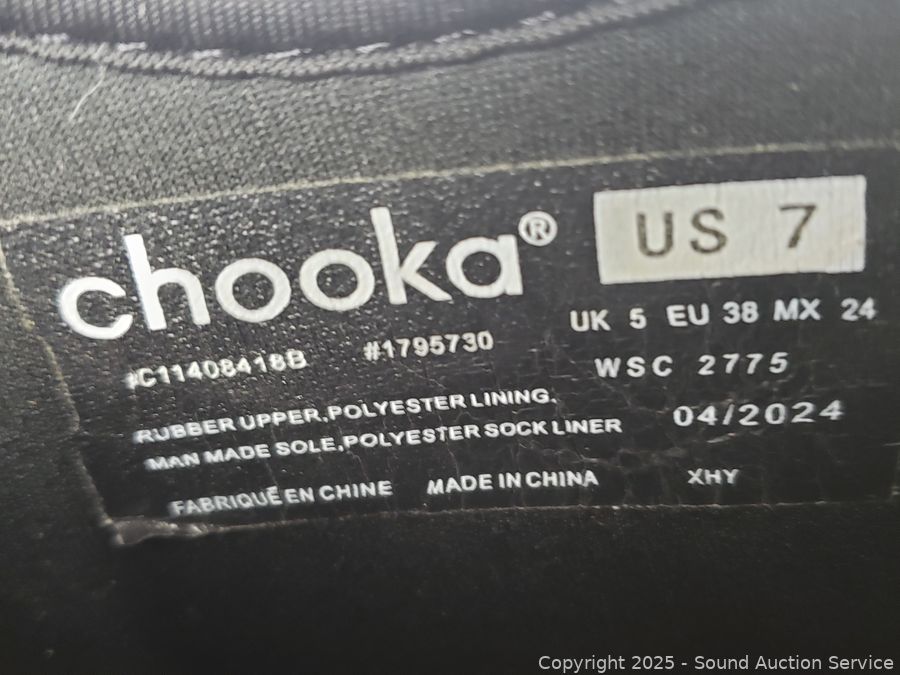 chooka®
US 7
UK 5 EU 38 MX 24
#C11408418B #1795730
WSC 2775
RUBBER UPPER,POLYESTER LINING,
MAN MADE SOLE,POLYESTER SOCK LINER
04/2024
FABRIQUÉ EN CHINE MADE IN CHINA XHY
Copyright © 2025 - Sound Auction Service